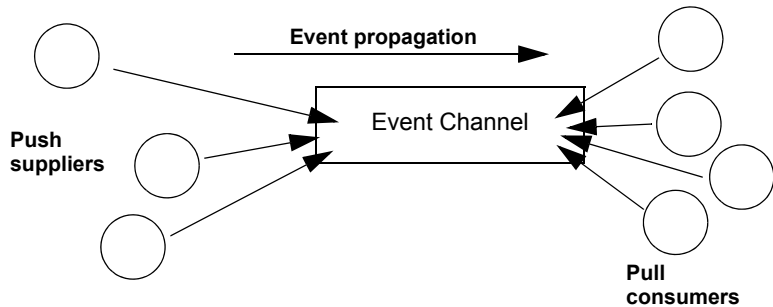 Event propagation
Event Channel
Push
suppliers
Pull
consumers